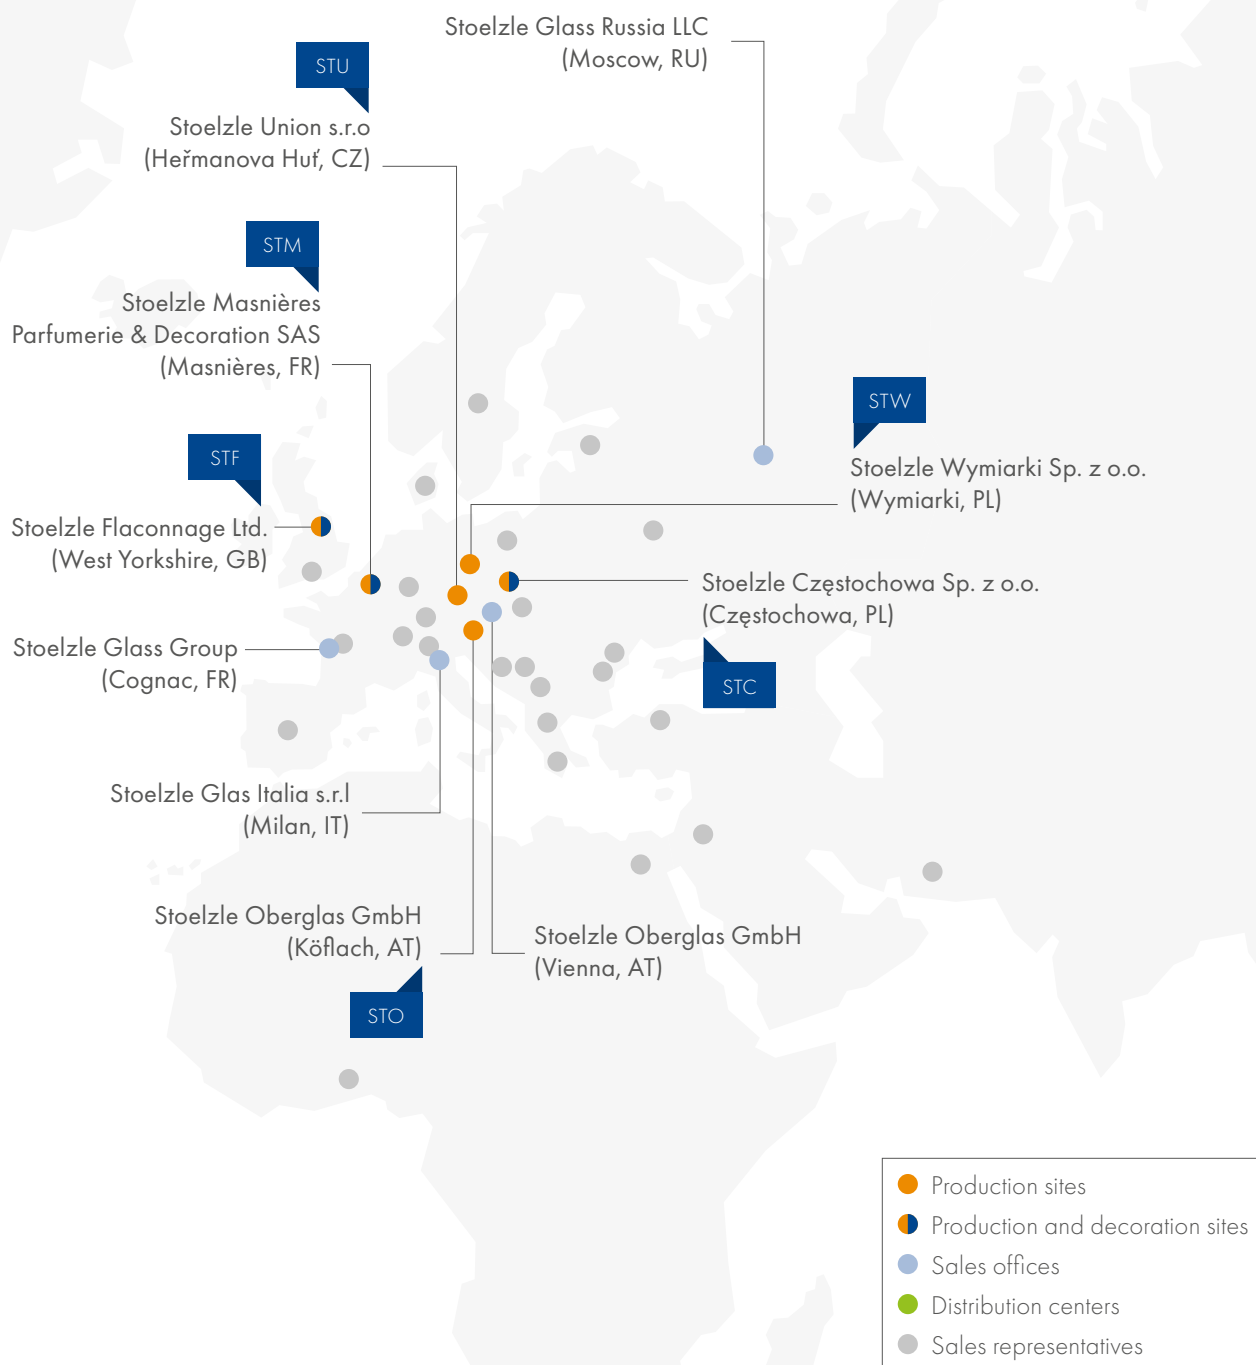 Stoelzle Glass Russia LLC
(Moscow, RU)
STU
Stoelzle Union s.r.o
(Heřmanova Huť, CZ)
STM
Stoelzle Masnières
Parfumerie & Decoration SAS
(Masnières, FR)
STW
Stoelzle Wymiarki Sp. z o.o.
(Wymiarki, PL)
STF
Stoelzle Flaconnage Ltd.
(West Yorkshire, GB)
Stoelzle Częstochowa Sp. z o.o.
(Częstochowa, PL)
STC
Stoelzle Glass Group
(Cognac, FR)
Stoelzle Glas Italia s.r.l
(Milan, IT)
Stoelzle Oberglas GmbH
(Köflach, AT)
STO
Stoelzle Oberglas GmbH
(Vienna, AT)
Production sites
Production and decoration sites
Sales offices
Distribution centers
Sales representatives